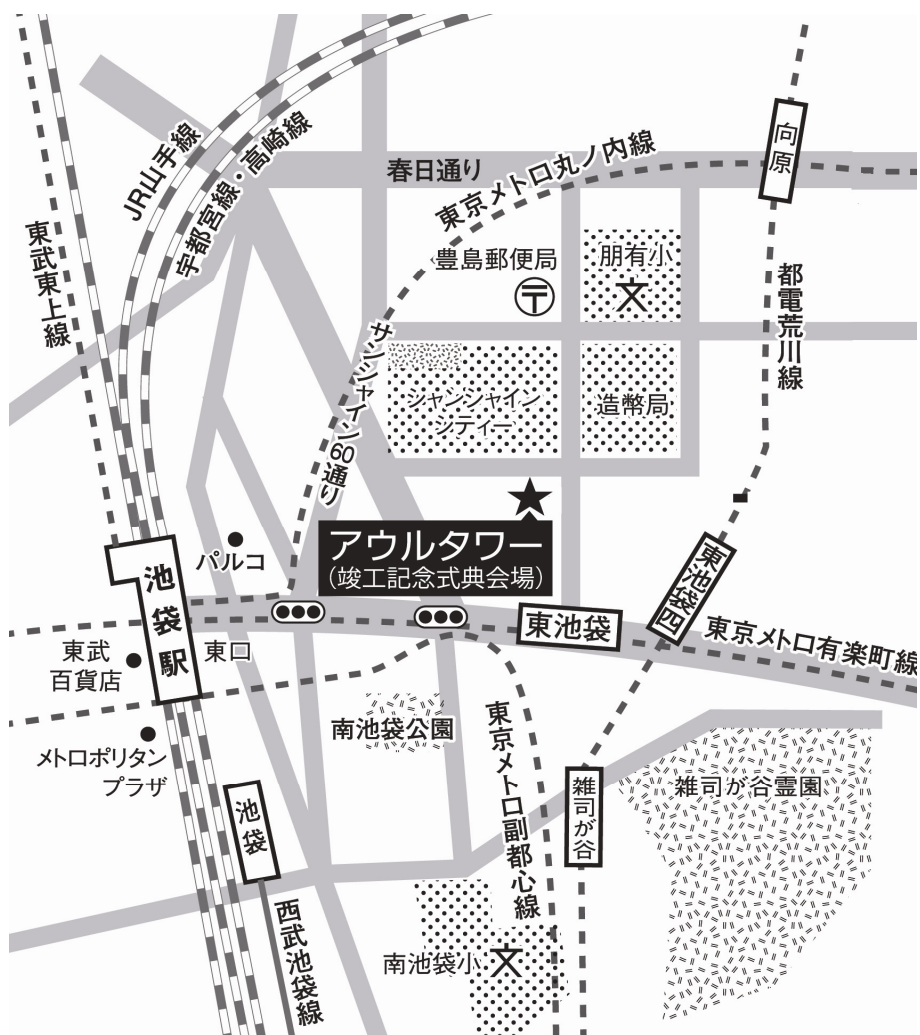 向原
JR山手線
宇都宮線・高崎線
春日通り
東京メトロ丸ノ内線
東武東上線
豊島郵便局
〒
朋有小
文
都電荒川線
サンシャイン60通り
シャンシャイン
シティー
造幣局
★
アウルタワー
(竣工記念式典会場)
パルコ
池袋駅
東口
東池袋
東池袋四
東京メトロ有楽町線
東武
百貨店
南池袋公園
東京メトロ副都心線
メトロポリタン
プラザ
池袋
雑司が谷
雑司が谷霊園
西武池袋線
南池袋小
文